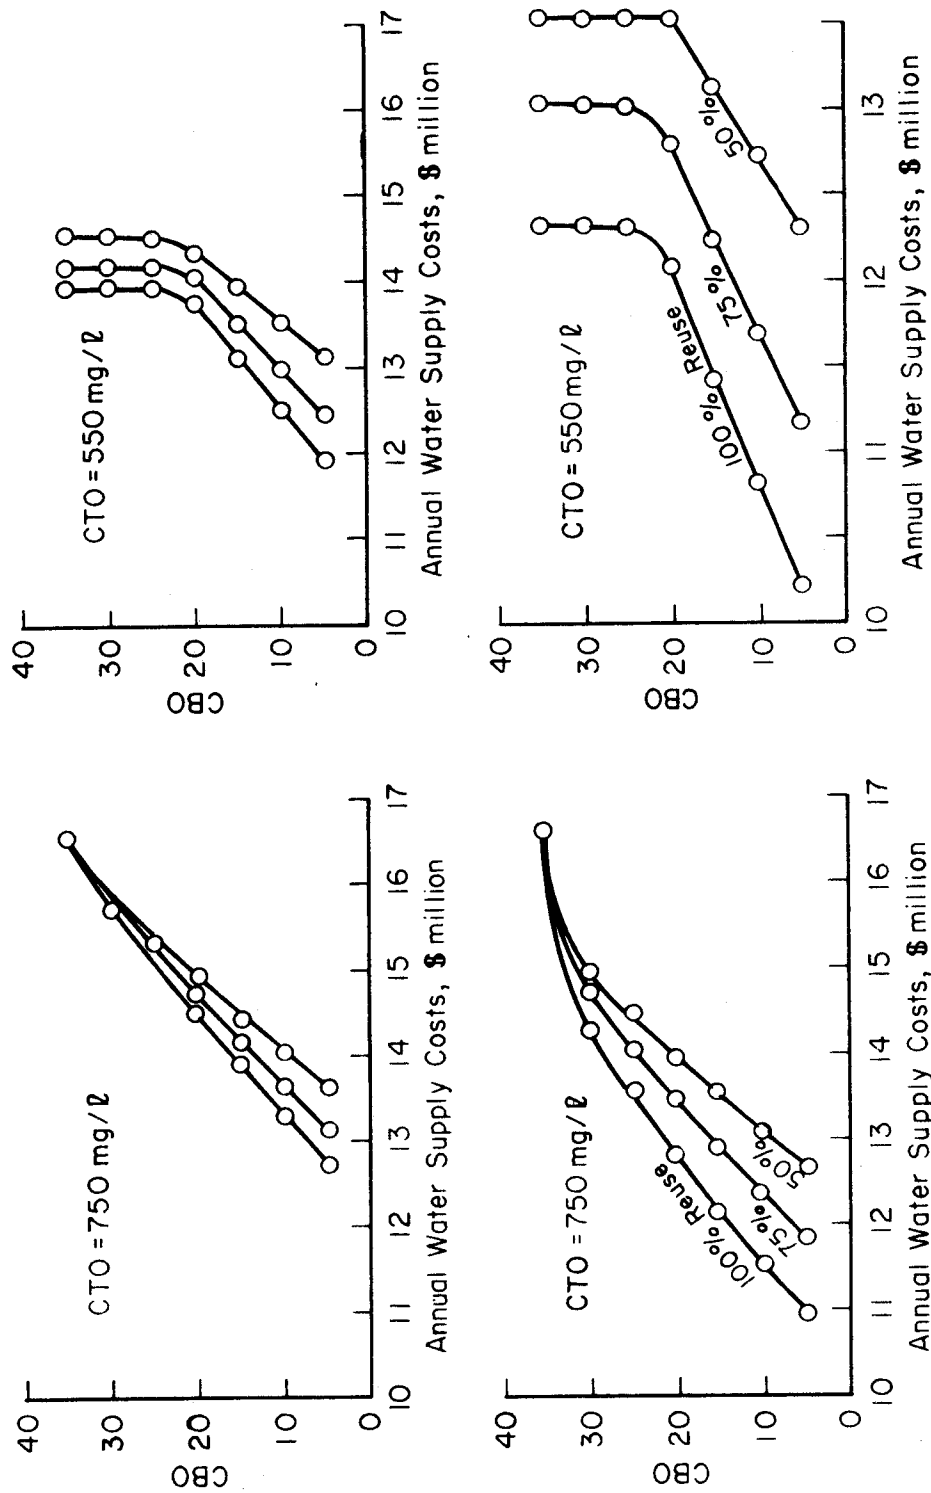 40
30
20
10
0
CBO
CTO = 750 mg/ℓ
10 11 12 13 14 15 16 17
Annual Water Supply Costs, $ million
40
30
20
10
0
CBO
CTO = 550 mg/ℓ
10 11 12 13 14 15 16 17
Annual Water Supply Costs, $ million
40
30
20
10
0
CBO
CTO = 750 mg/ℓ
100% Reuse
75%
50%
10 11 12 13 14 15 16 17
Annual Water Supply Costs, $ million
40
30
20
10
0
CBO
CTO = 550 mg/ℓ
100% Reuse
75%
50%
10 11 12 13
Annual Water Supply Costs, $ million